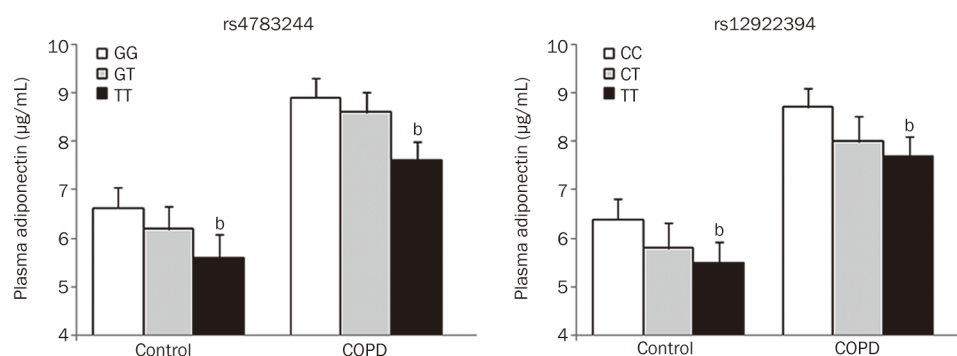 rs4783244
Plasma adiponectin (μg/mL)
10
9
8
7
6
5
4
GG
GT
TT
b
b
Control
COPD
rs12922394
Plasma adiponectin (μg/mL)
10
9
8
7
6
5
4
CC
CT
TT
b
b
Control
COPD